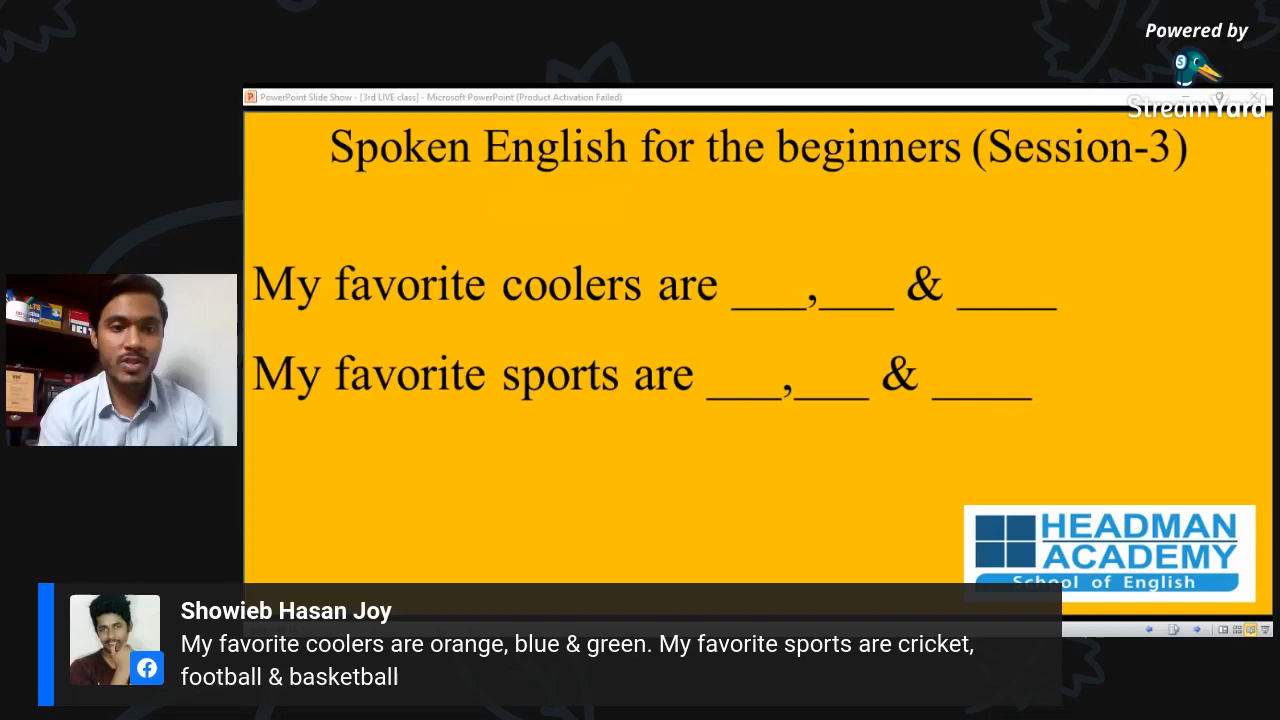 Powered by
StreamYard
PowerPoint Slide Show - [3rd LIVE class] - Microsoft PowerPoint (Product Activation Failed)
Spoken English for the beginners (Session-3)
My favorite coolers are ___,___ & ____
My favorite sports are ___,___ & ____
HEADMAN
ACADEMY
School of English
Showieb Hasan Joy
My favorite coolers are orange, blue & green. My favorite sports are cricket,
football & basketball